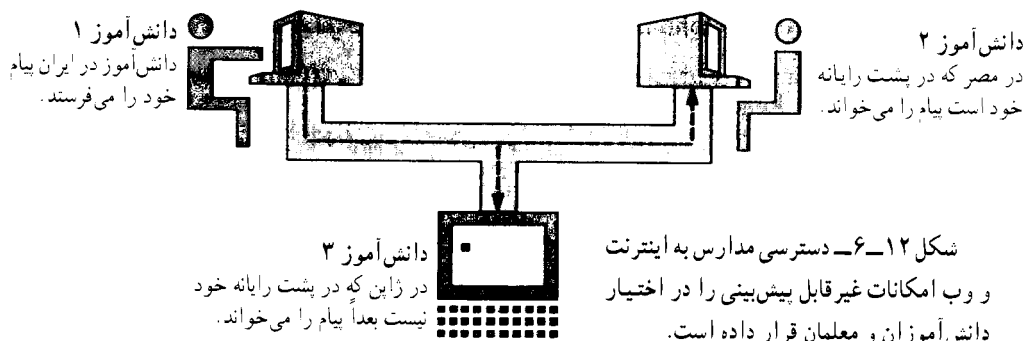 دانش‌آموز ۱
دانش‌آموز در ایران پیام
خود را می‌فرستد.
دانش‌آموز ۲
در مصر که در پشت رایانه
خود است پیام را می‌خواند.
دانش‌آموز ۳
در ژاپن که در پشت رایانه خود
نیست بعداً پیام را می‌خواند.
شکل ۱۲ــ۶ــ دسترسی مدارس به اینترنت
و وب امکانات غیرقابل پیش‌بینی را در اختیار
دانش‌آموزان و معلمان قرار داده است.